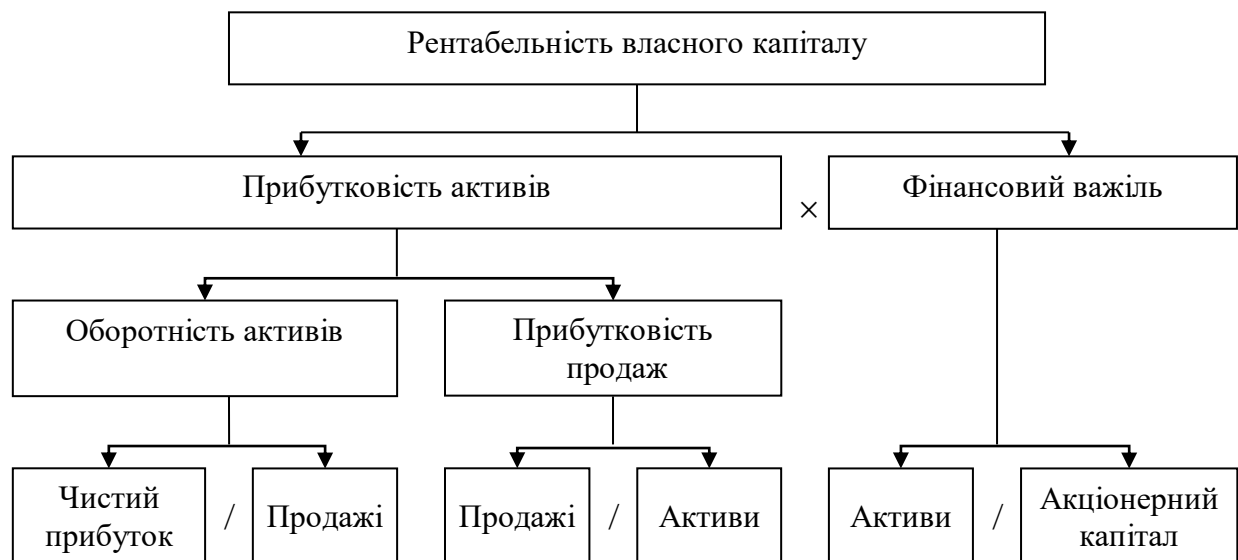 Рентабельність власного капіталу
Прибутковість активів
×
Фінансовий важіль
Оборотність активів
Прибутковість
продаж
Чистий
прибуток
/
Продажі
Продажі
/
Активи
Активи
/
Акціонерний
капітал